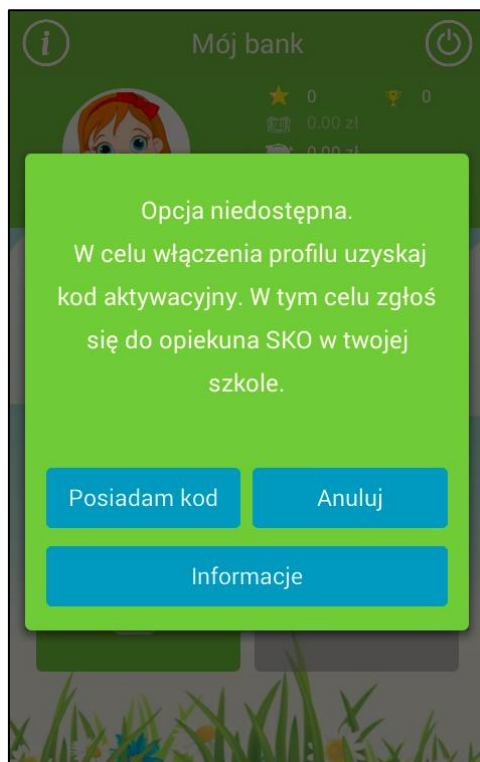 Mój bank
0 0
0.00 zł
0.00 zł
Opcja niedostępna.
W celu włączenia profilu uzyskaj
kod aktywacyjny. W tym celu zgłoś
się do opiekuna SKO w twojej
szkole.
Posiadam kod Anuluj
Informacje